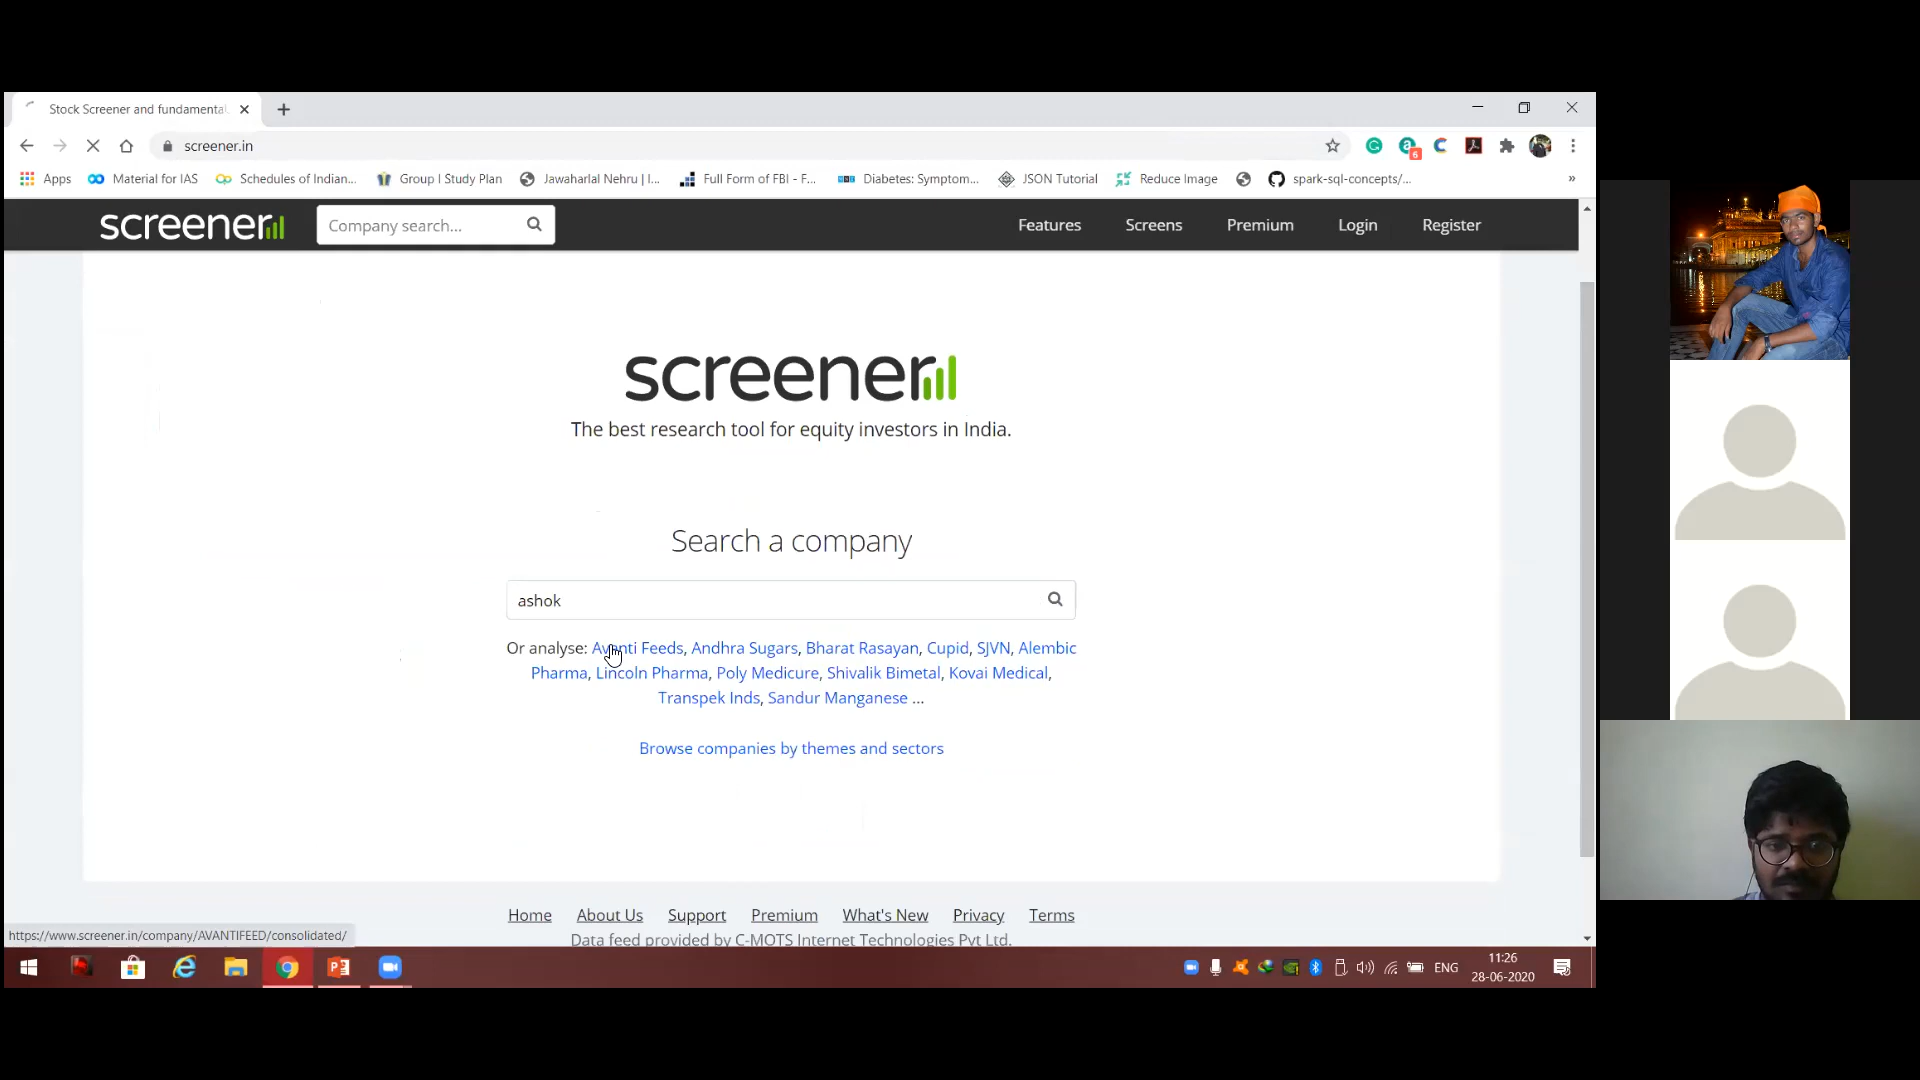 Stock Screener and fundamental
screener.in
Apps Material for IAS Schedules of Indian... Group I Study Plan Jawaharlal Nehru | I... Full Form of FBI - F... Diabetes: Symptom... JSON Tutorial Reduce Image spark-sql-concepts/... »
screener Company search... Features Screens Premium Login Register
screener
The best research tool for equity investors in India.
Search a company
ashok
Or analyse: Avanti Feeds, Andhra Sugars, Bharat Rasayan, Cupid, SJVN, Alembic
Pharma, Lincoln Pharma, Poly Medicure, Shivalik Bimetal, Kovai Medical,
Transpek Inds, Sandur Manganese ...
Browse companies by themes and sectors
Home About Us Support Premium What's New Privacy Terms
https://www.screener.in/company/AVANTIFEED/consolidated/
Data feed provided by C-MOTS Internet Technologies Pvt Ltd.
ENG 11:26
28-06-2020